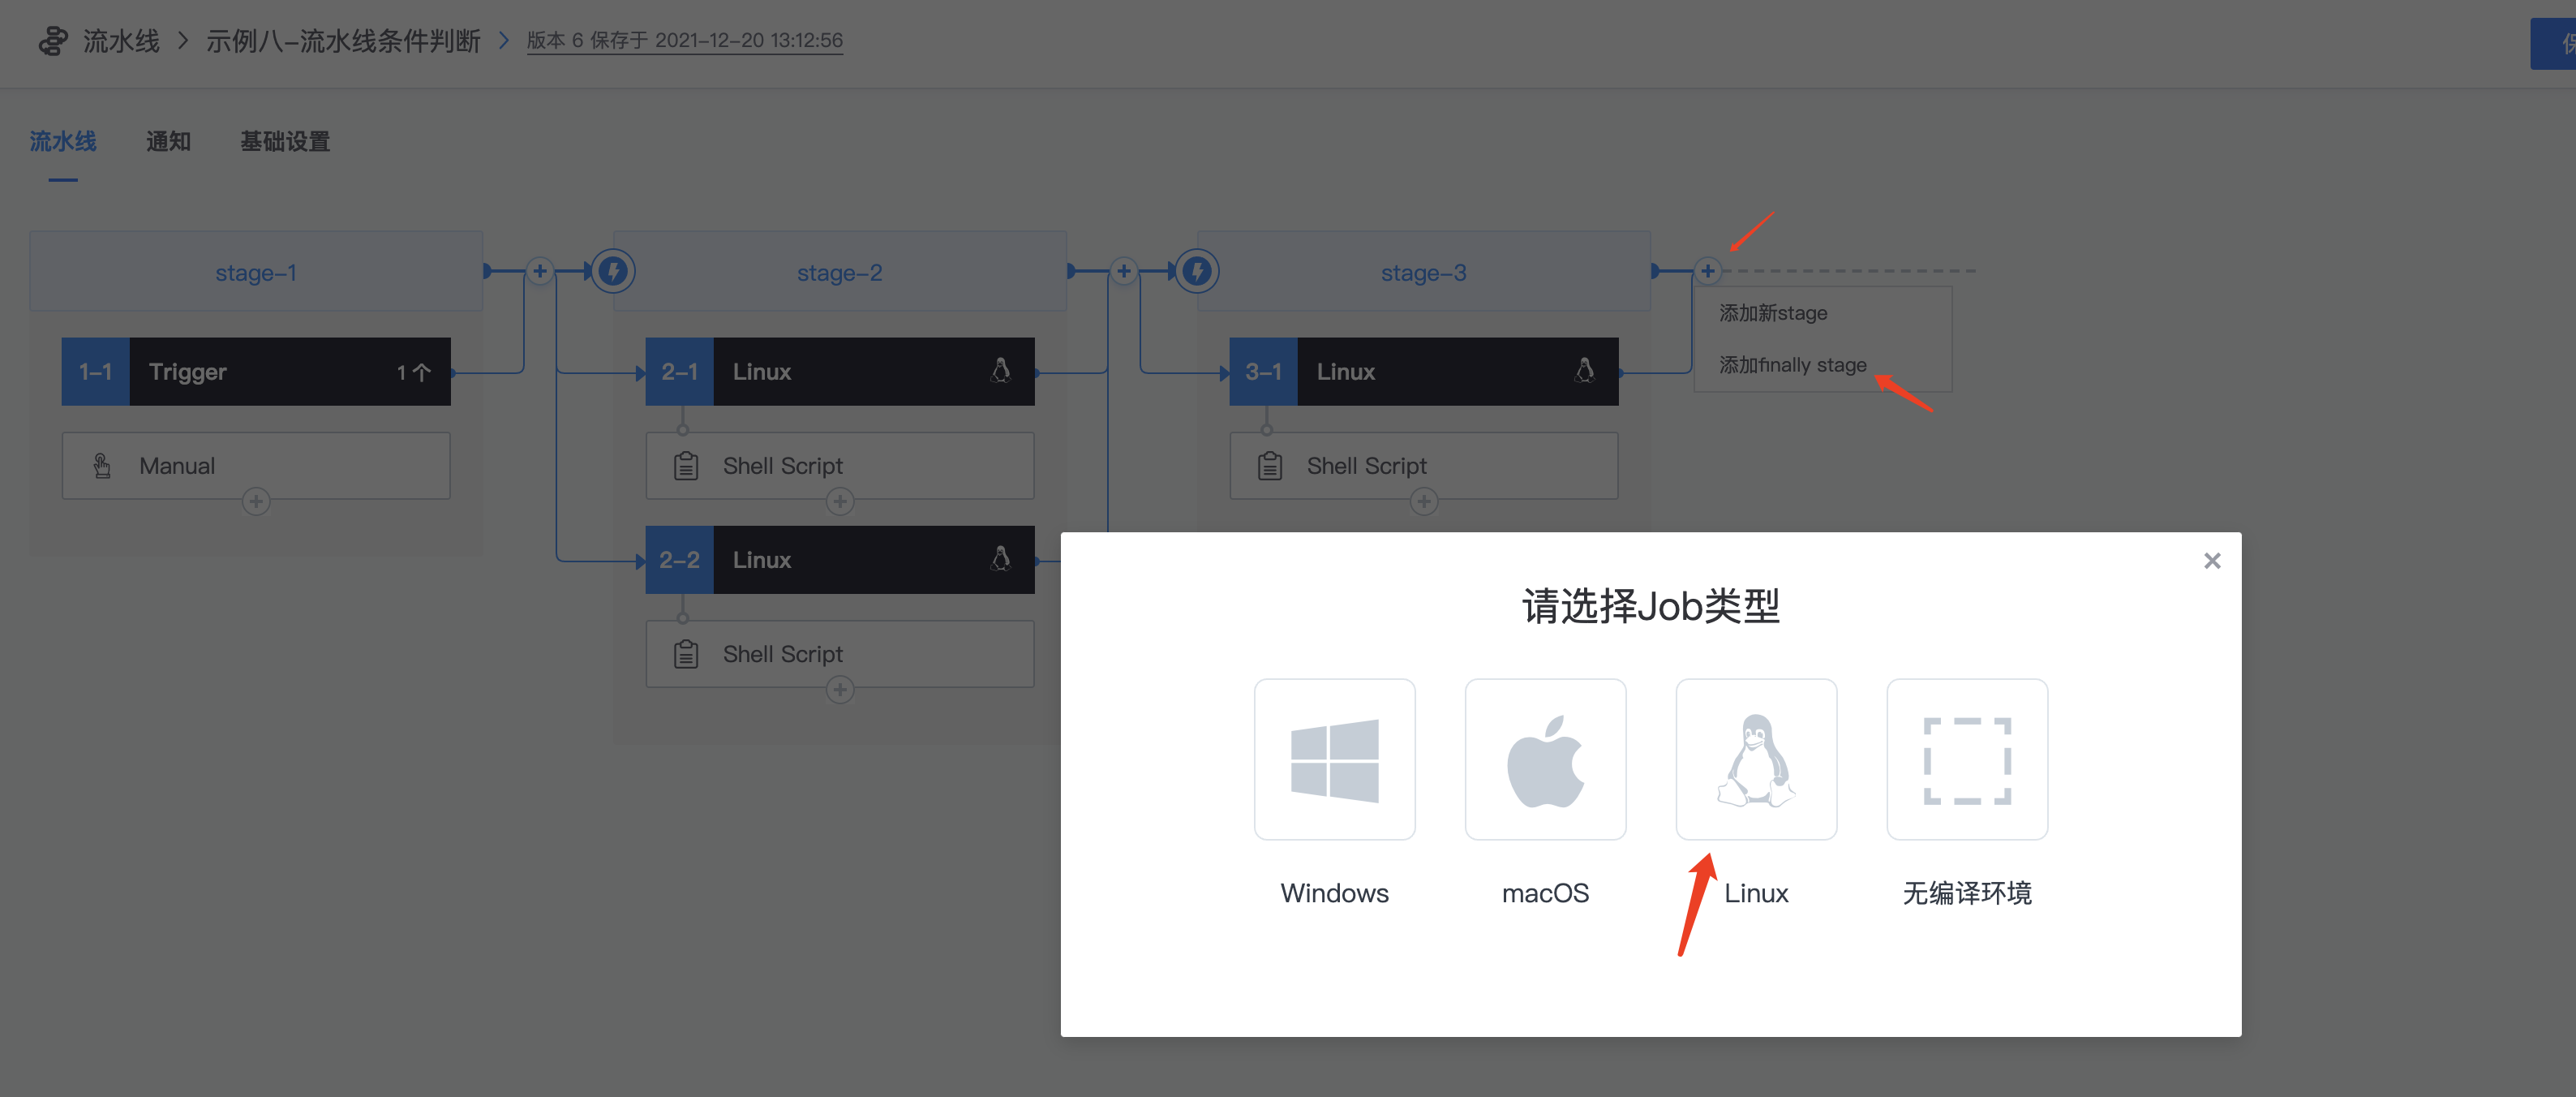 流水线 > 示例八-流水线条件判断 > 版本 6 保存于 2021-12-20 13:12:56
流水线 通知 基础设置
stage-1
1-1 Trigger 1 个
Manual
stage-2
2-1 Linux
Shell Script
2-2 Linux
Shell Script
stage-3
3-1 Linux
Shell Script
添加新stage
添加finally stage
请选择Job类型
Windows
macOS
Linux
无编译环境